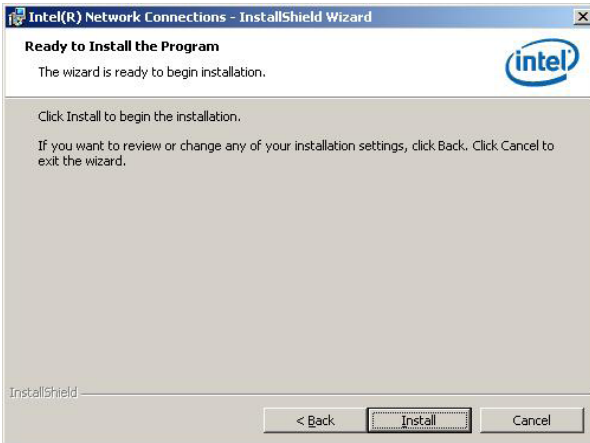 Intel(R) Network Connections - InstallShield Wizard
Ready to Install the Program
The wizard is ready to begin installation.
intel
Click Install to begin the installation.
If you want to review or change any of your installation settings, click Back. Click Cancel to
exit the wizard.
InstallShield
< Back
Install
Cancel